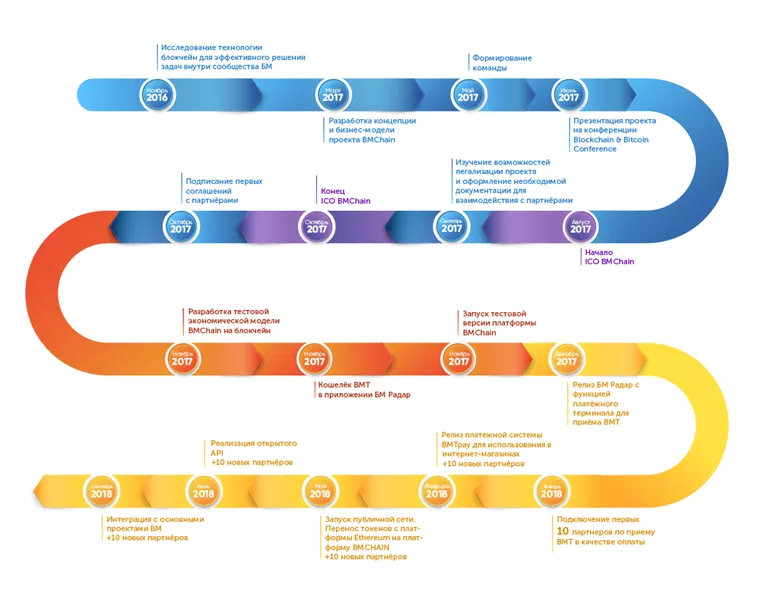 Исследование технологии
блокчейн для эффективного решения
задач внутри сообщества БМ
Ноябрь
2016
Март
2017
Разработка концепции
и бизнес-модели
проекта BMChain
Формирование
команды
Май
2017
Июнь
2017
Презентация проекта
на конференции
Blockchain & Bitcoin
Conference
Август
2017
Начало
ICO BMChain
Изучение возможностей
легализации проекта
и оформление необходимой
документации для
взаимодействия с партнёрами
Сентябрь
2017
Конец
ICO BMChain
Октябрь
2017
Подписание первых
соглашений
с партнёрами
Октябрь
2017
Разработка тестовой
экономической модели
BMChain на блокчейн
Ноябрь
2017
Ноябрь
2017
Кошелёк BMT
в приложении БМ Радар
Запуск тестовой
версии платформы
BMChain
Ноябрь
2017
Декабрь
2017
Релиз БМ Радар с
функцией
платёжного
терминала для
приёма BMT
Январь
2018
Подключение первых
10 партнеров по приему
BMT в качестве оплаты
Релиз платежной системы
BMTpay для использования в
интернет-магазинах
+10 новых партнёров
Февраль
2018
Май
2018
Запуск публичной сети.
Перенос токенов с плат-
формы Ethereum на плат-
форму BMCHAIN
+10 новых партнёров
Реализация открытого
API
+10 новых партнёров
Июнь
2018
Сентябрь
2018
Интеграция с основными
проектами BM
+10 новых партнёров